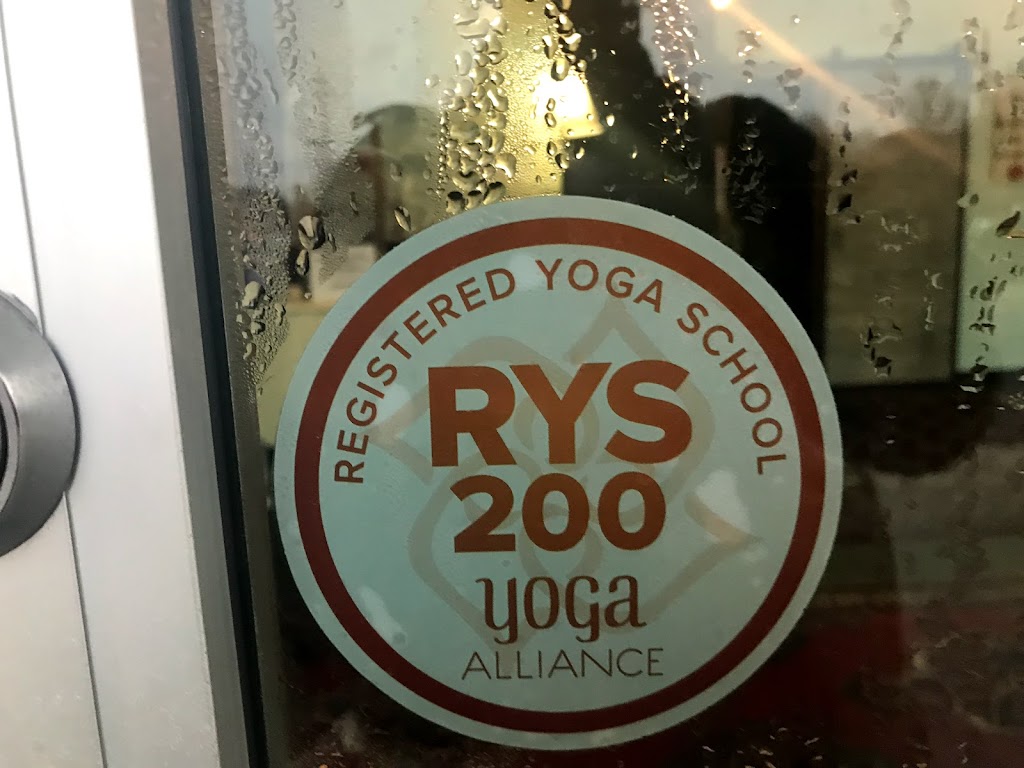 REGISTERED YOGA SCHOOL
RYS
200
yoga
ALLIANCE